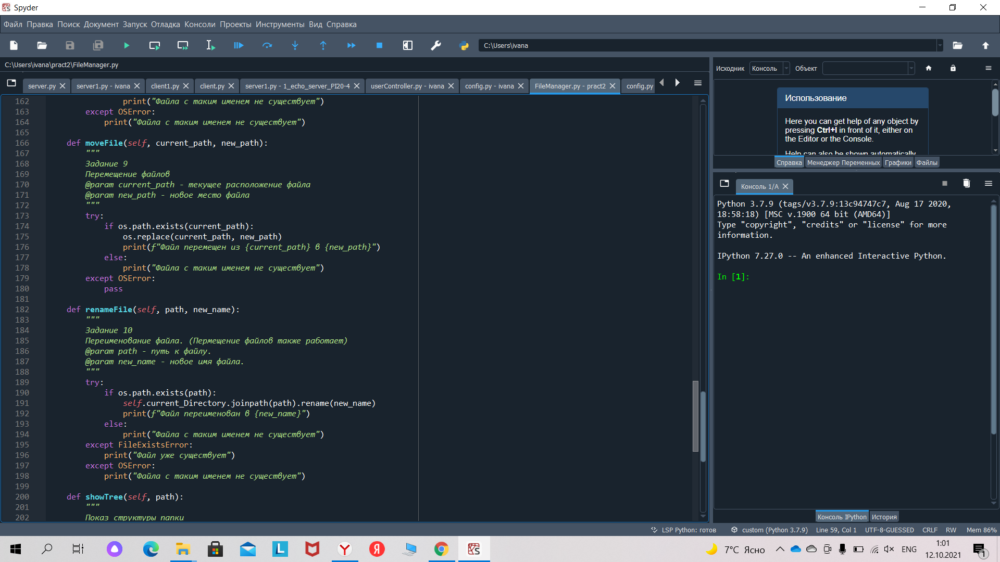 Spyder
Файл Правка Поиск Документ Запуск Отладка Консоли Проекты Инструменты Вид Справка
C:\Users\ivana
C:\Users\ivana\pract2\FileManager.py
server.py server1.py - ivana client1.py client.py server1.py - 1_echo_server_PI20-4 userController.py - ivana config.py - ivana FileManager.py - pract2 config.py
162 print("Файла с таким именем не существует")
163 except OSError:
164 print("Файла с таким именем не существует")
165
166 def moveFile(self, current_path, new_path):
167 """
168 Задание 9
169 Перемещение файлов
170 @param current_path - текущее расположение файла
171 @param new_path - новое место файла
172 """
173 try:
174 if os.path.exists(current_path):
175 os.replace(current_path, new_path)
176 print(f"Файл перемещен из {current_path} в {new_path}")
177 else:
178 print("Файла с таким именем не существует")
179 except OSError:
180 pass
181
182 def renameFile(self, path, new_name):
183 """
184 Задание 10
185 Переименование файла. (Пермещение файлов также работает)
186 @param path - путь к файлу.
187 @param new_name - новое имя файла.
188 """
189 try:
190 if os.path.exists(path):
191 self.current_Directory.joinpath(path).rename(new_name)
192 print(f"Файл переименован в {new_name}")
193 else:
194 print("Файла с таким именем не существует")
195 except FileExistsError:
196 print("Файл уже существует")
197 except OSError:
198 print("Файла с таким именем не существует")
199
200 def showTree(self, path):
201 """
202 Показ структуры папки
Исходник Консоль Объект
Использование
Here you can get help of any object by
pressing Ctrl+I in front of it, either on
the Editor or the Console.
Help can also be shown automatically
Справка Менеджер Переменных Графики Файлы
Консоль 1/A
Python 3.7.9 (tags/v3.7.9:13c94747c7, Aug 17 2020,
18:58:18) [MSC v.1900 64 bit (AMD64)]
Type "copyright", "credits" or "license" for more
information.
IPython 7.27.0 -- An enhanced Interactive Python.
In [1]:
Консоль IPython История
LSP Python: готов custom (Python 3.7.9) Line 59, Col 1 UTF-8-GUESSED CRLF RW Mem 86%
7°C Ясно ENG 1:01
12.10.2021
1